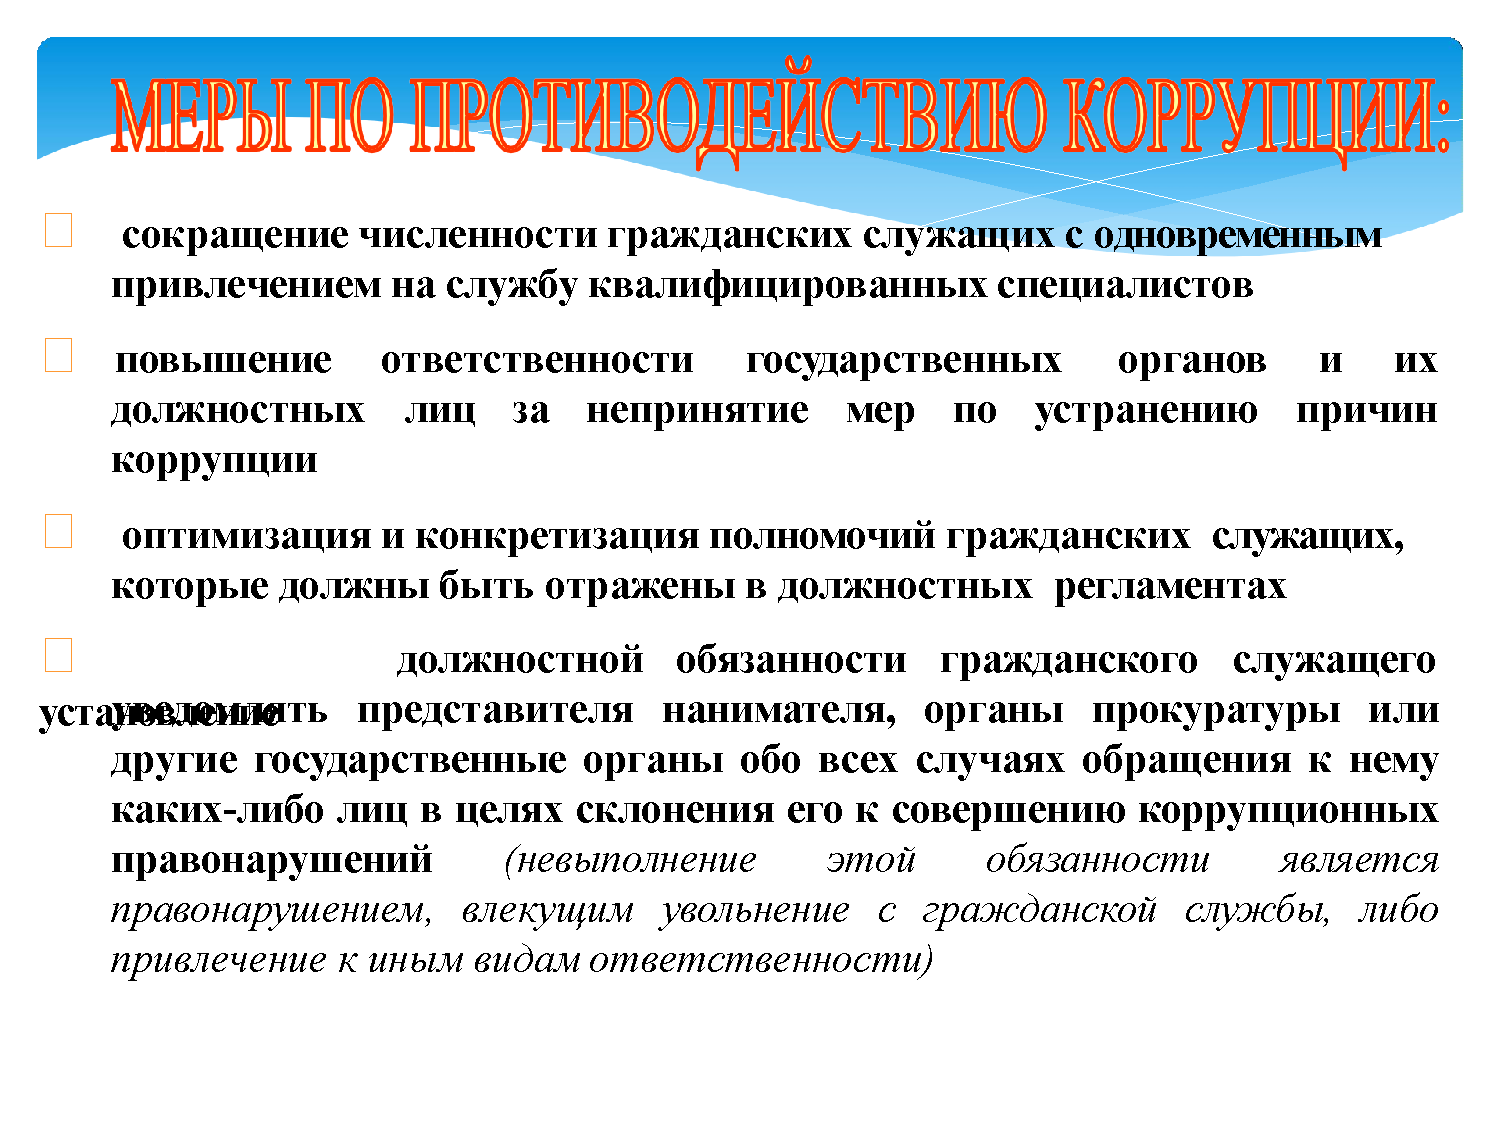 МЕРЫ ПО ПРОТИВОДЕЙСТВИЮ КОРРУПЦИИ:
сокращение численности гражданских служащих с одновременным
привлечением на службу квалифицированных специалистов
повышение ответственности государственных органов и их
должностных лиц за непринятие мер по устранению причин
коррупции
оптимизация и конкретизация полномочий гражданских служащих,
которые должны быть отражены в должностных регламентах
установление
должностной обязанности гражданского служащего
уведомлять представителя нанимателя, органы прокуратуры или
другие государственные органы обо всех случаях обращения к нему
каких-либо лиц в целях склонения его к совершению коррупционных
правонарушений (невыполнение этой обязанности является
правонарушением, влекущим увольнение с гражданской службы, либо
привлечение к иным видам ответственности)